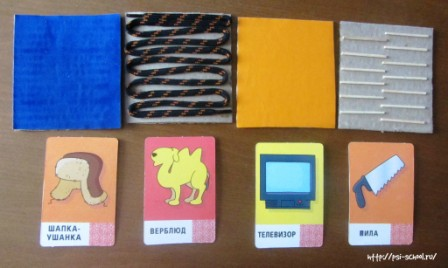 ШАПКА-
УШАНКА
ВЕРБЛЮД
ТЕЛЕВИЗОР
ПИЛА
http://psi-school.ru/